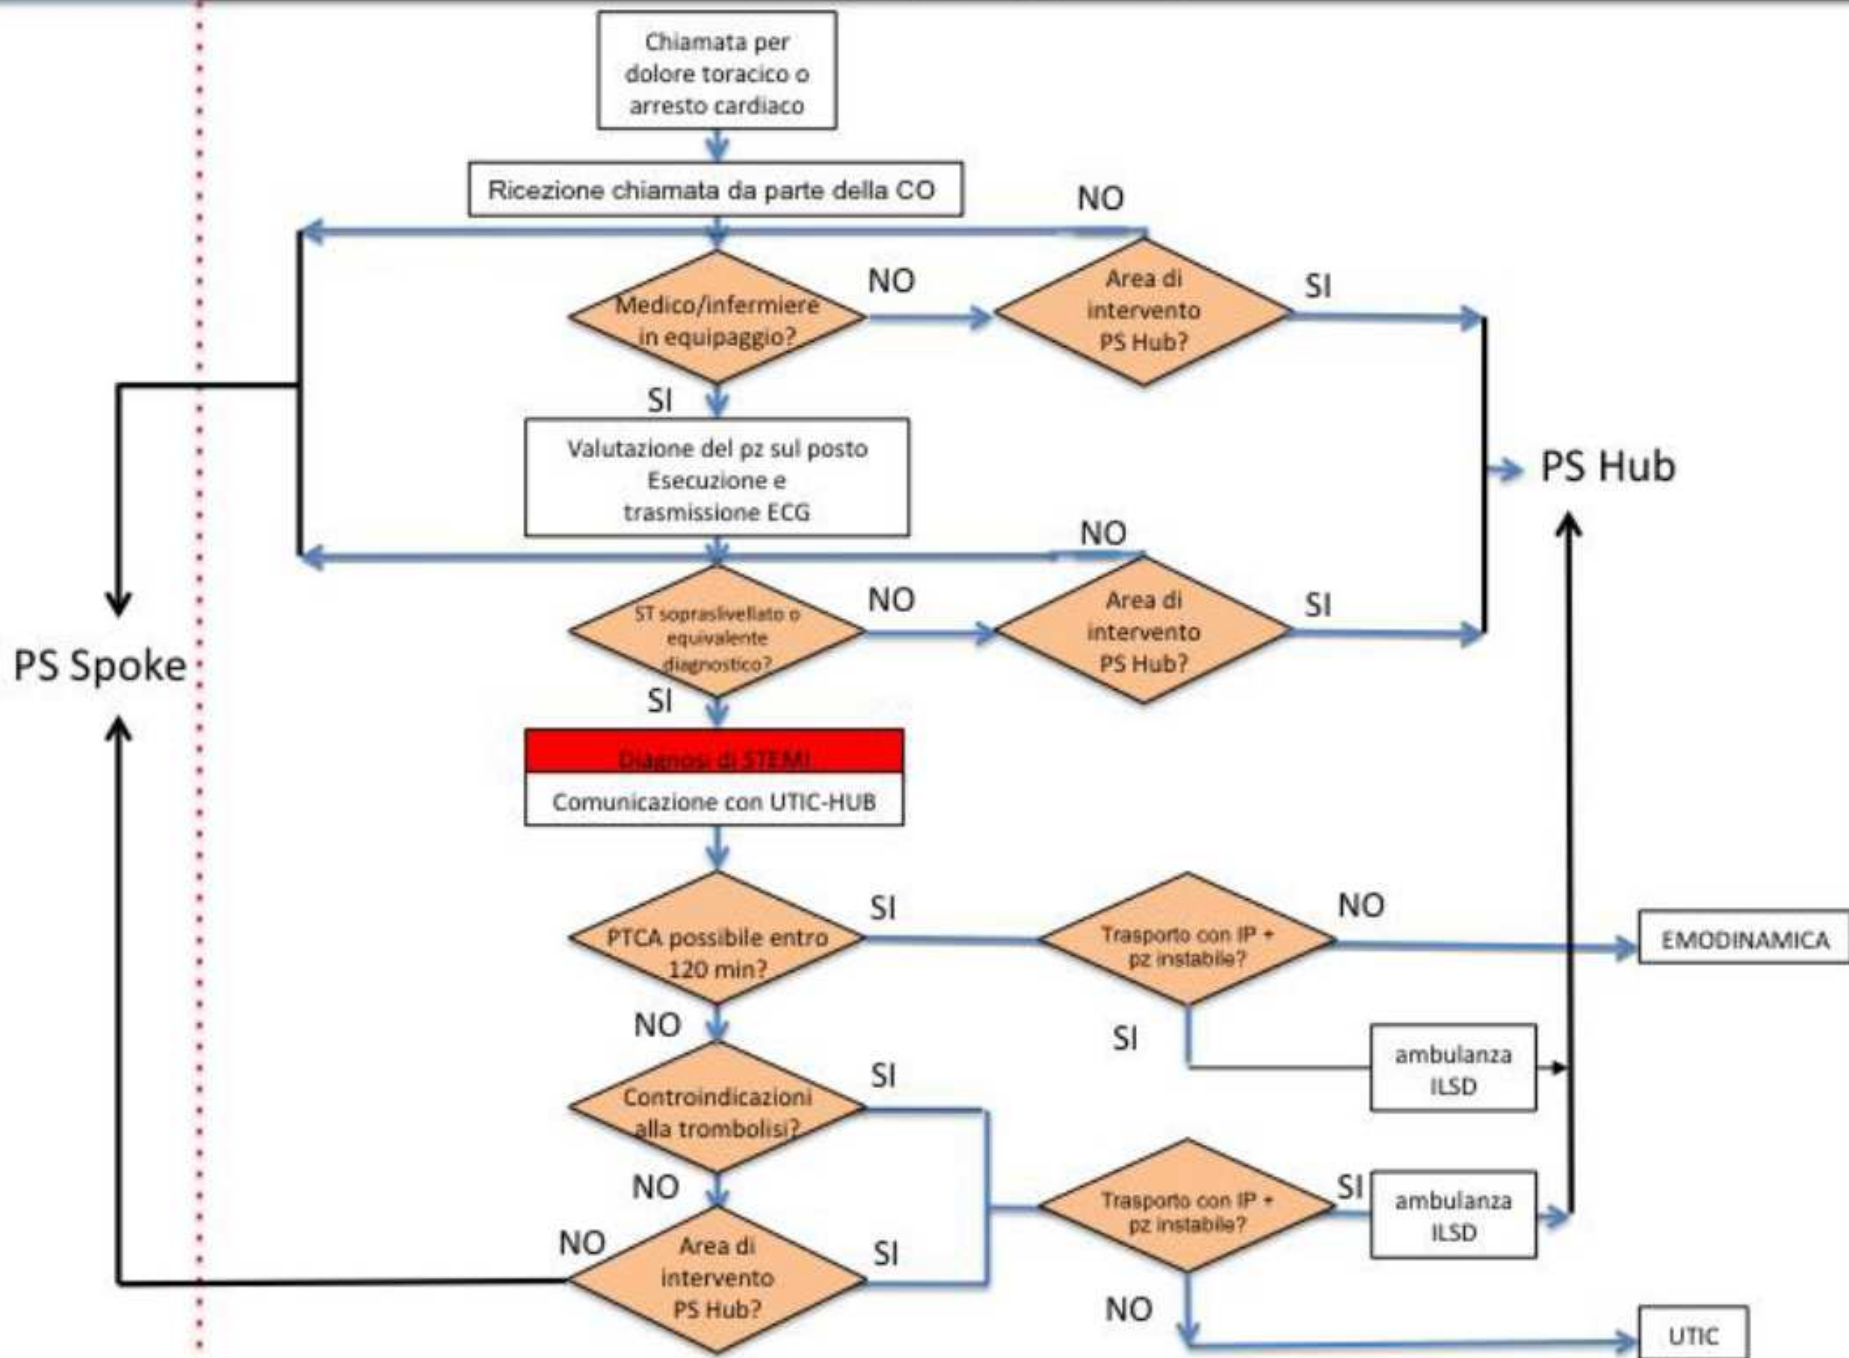 Chiamata per
dolore toracico o
arresto cardiaco
Ricezione chiamata da parte della CO
NO
Medico/infermiere
in equipaggio?
NO
Area di
intervento
PS Hub?
SI
SI
Valutazione del pz sul posto
Esecuzione e
trasmissione ECG
PS Hub
NO
ST sopraslivellato o
equivalente
diagnostico?
NO
Area di
intervento
PS Hub?
SI
PS Spoke
SI
Diagnosi di STEMI
Comunicazione con UTIC-HUB
PTCA possibile entro
120 min?
SI
Trasporto con IP +
pz instabile?
NO
EMODINAMICA
NO
SI
ambulanza
ILSD
Controindicazioni
alla trombolisi?
SI
NO
Trasporto con IP +
pz instabile?
SI
ambulanza
ILSD
NO
Area di
intervento
PS Hub?
SI
NO
UTIC